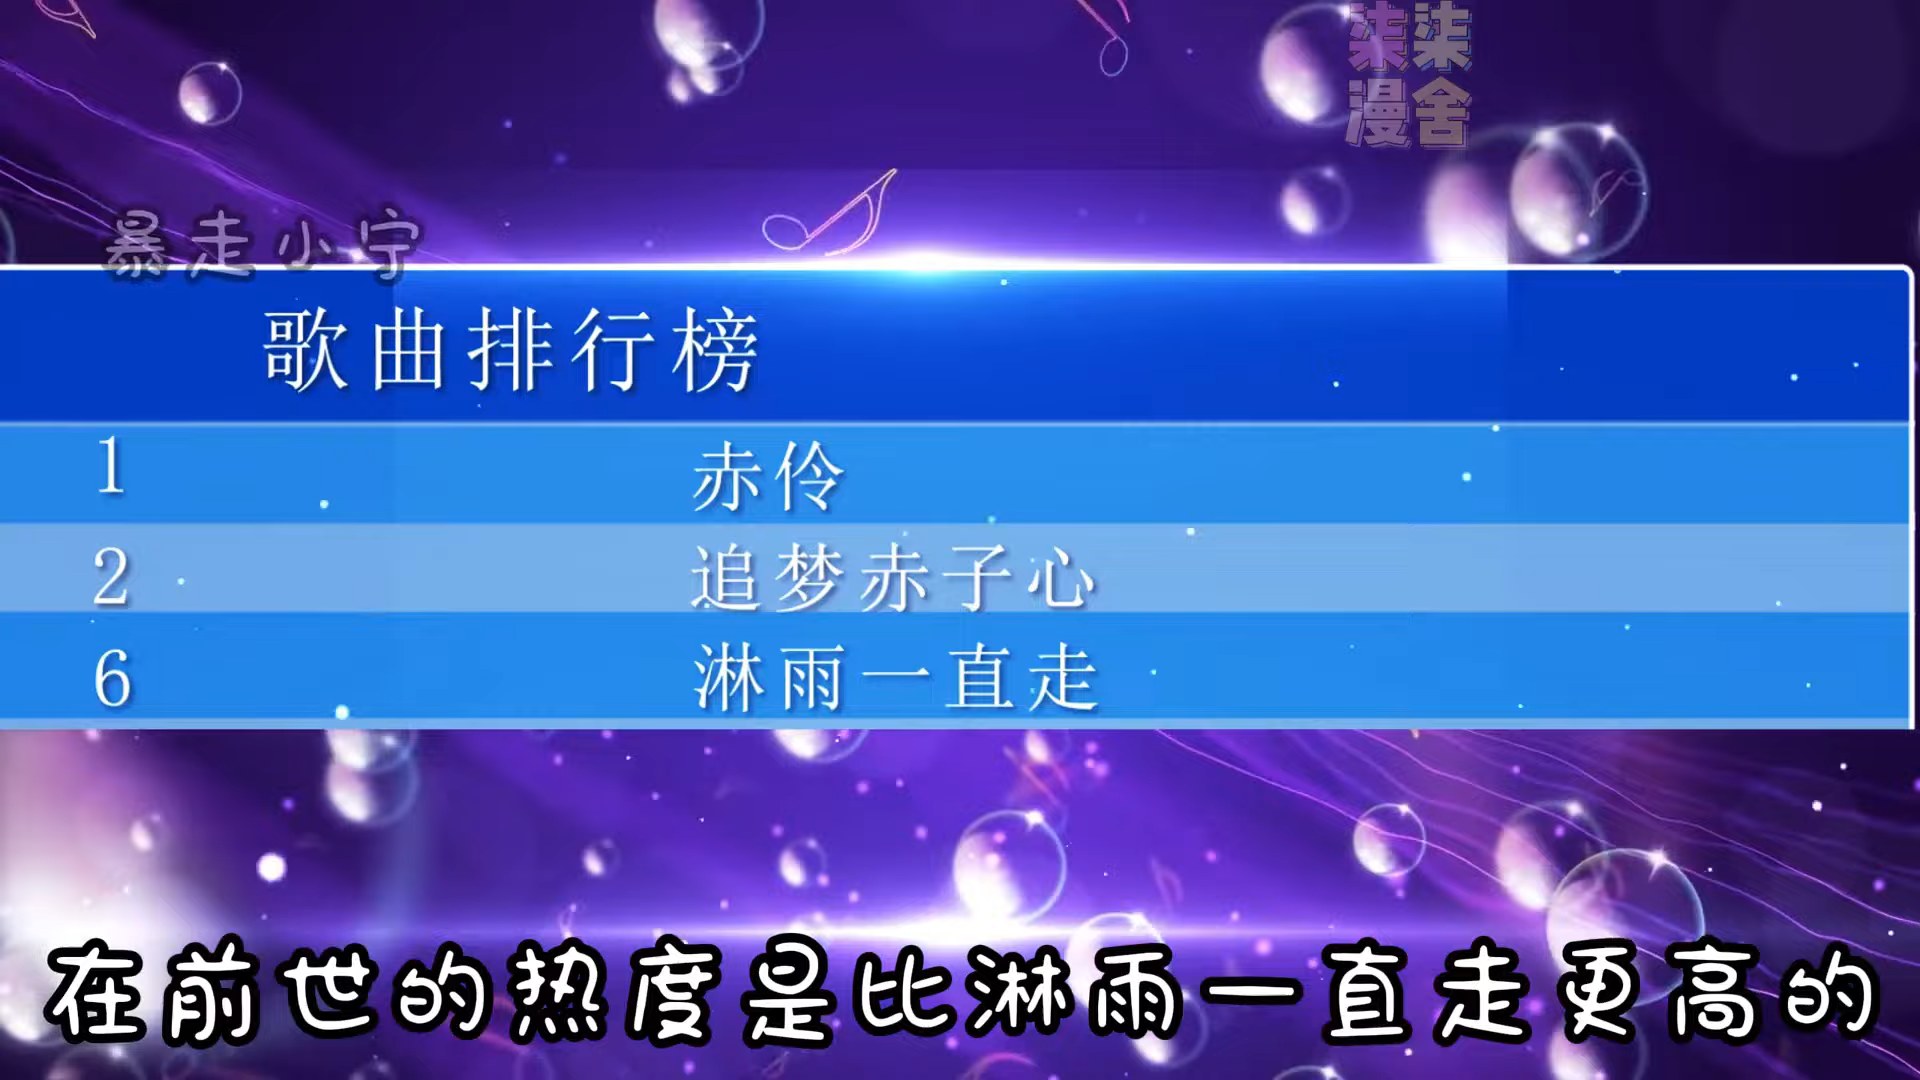 柒柒
漫舍
暴走小宁
歌曲排行榜
1 赤伶
2 追梦赤子心
6 淋雨一直走
在前世的热度是比淋雨一直走更高的